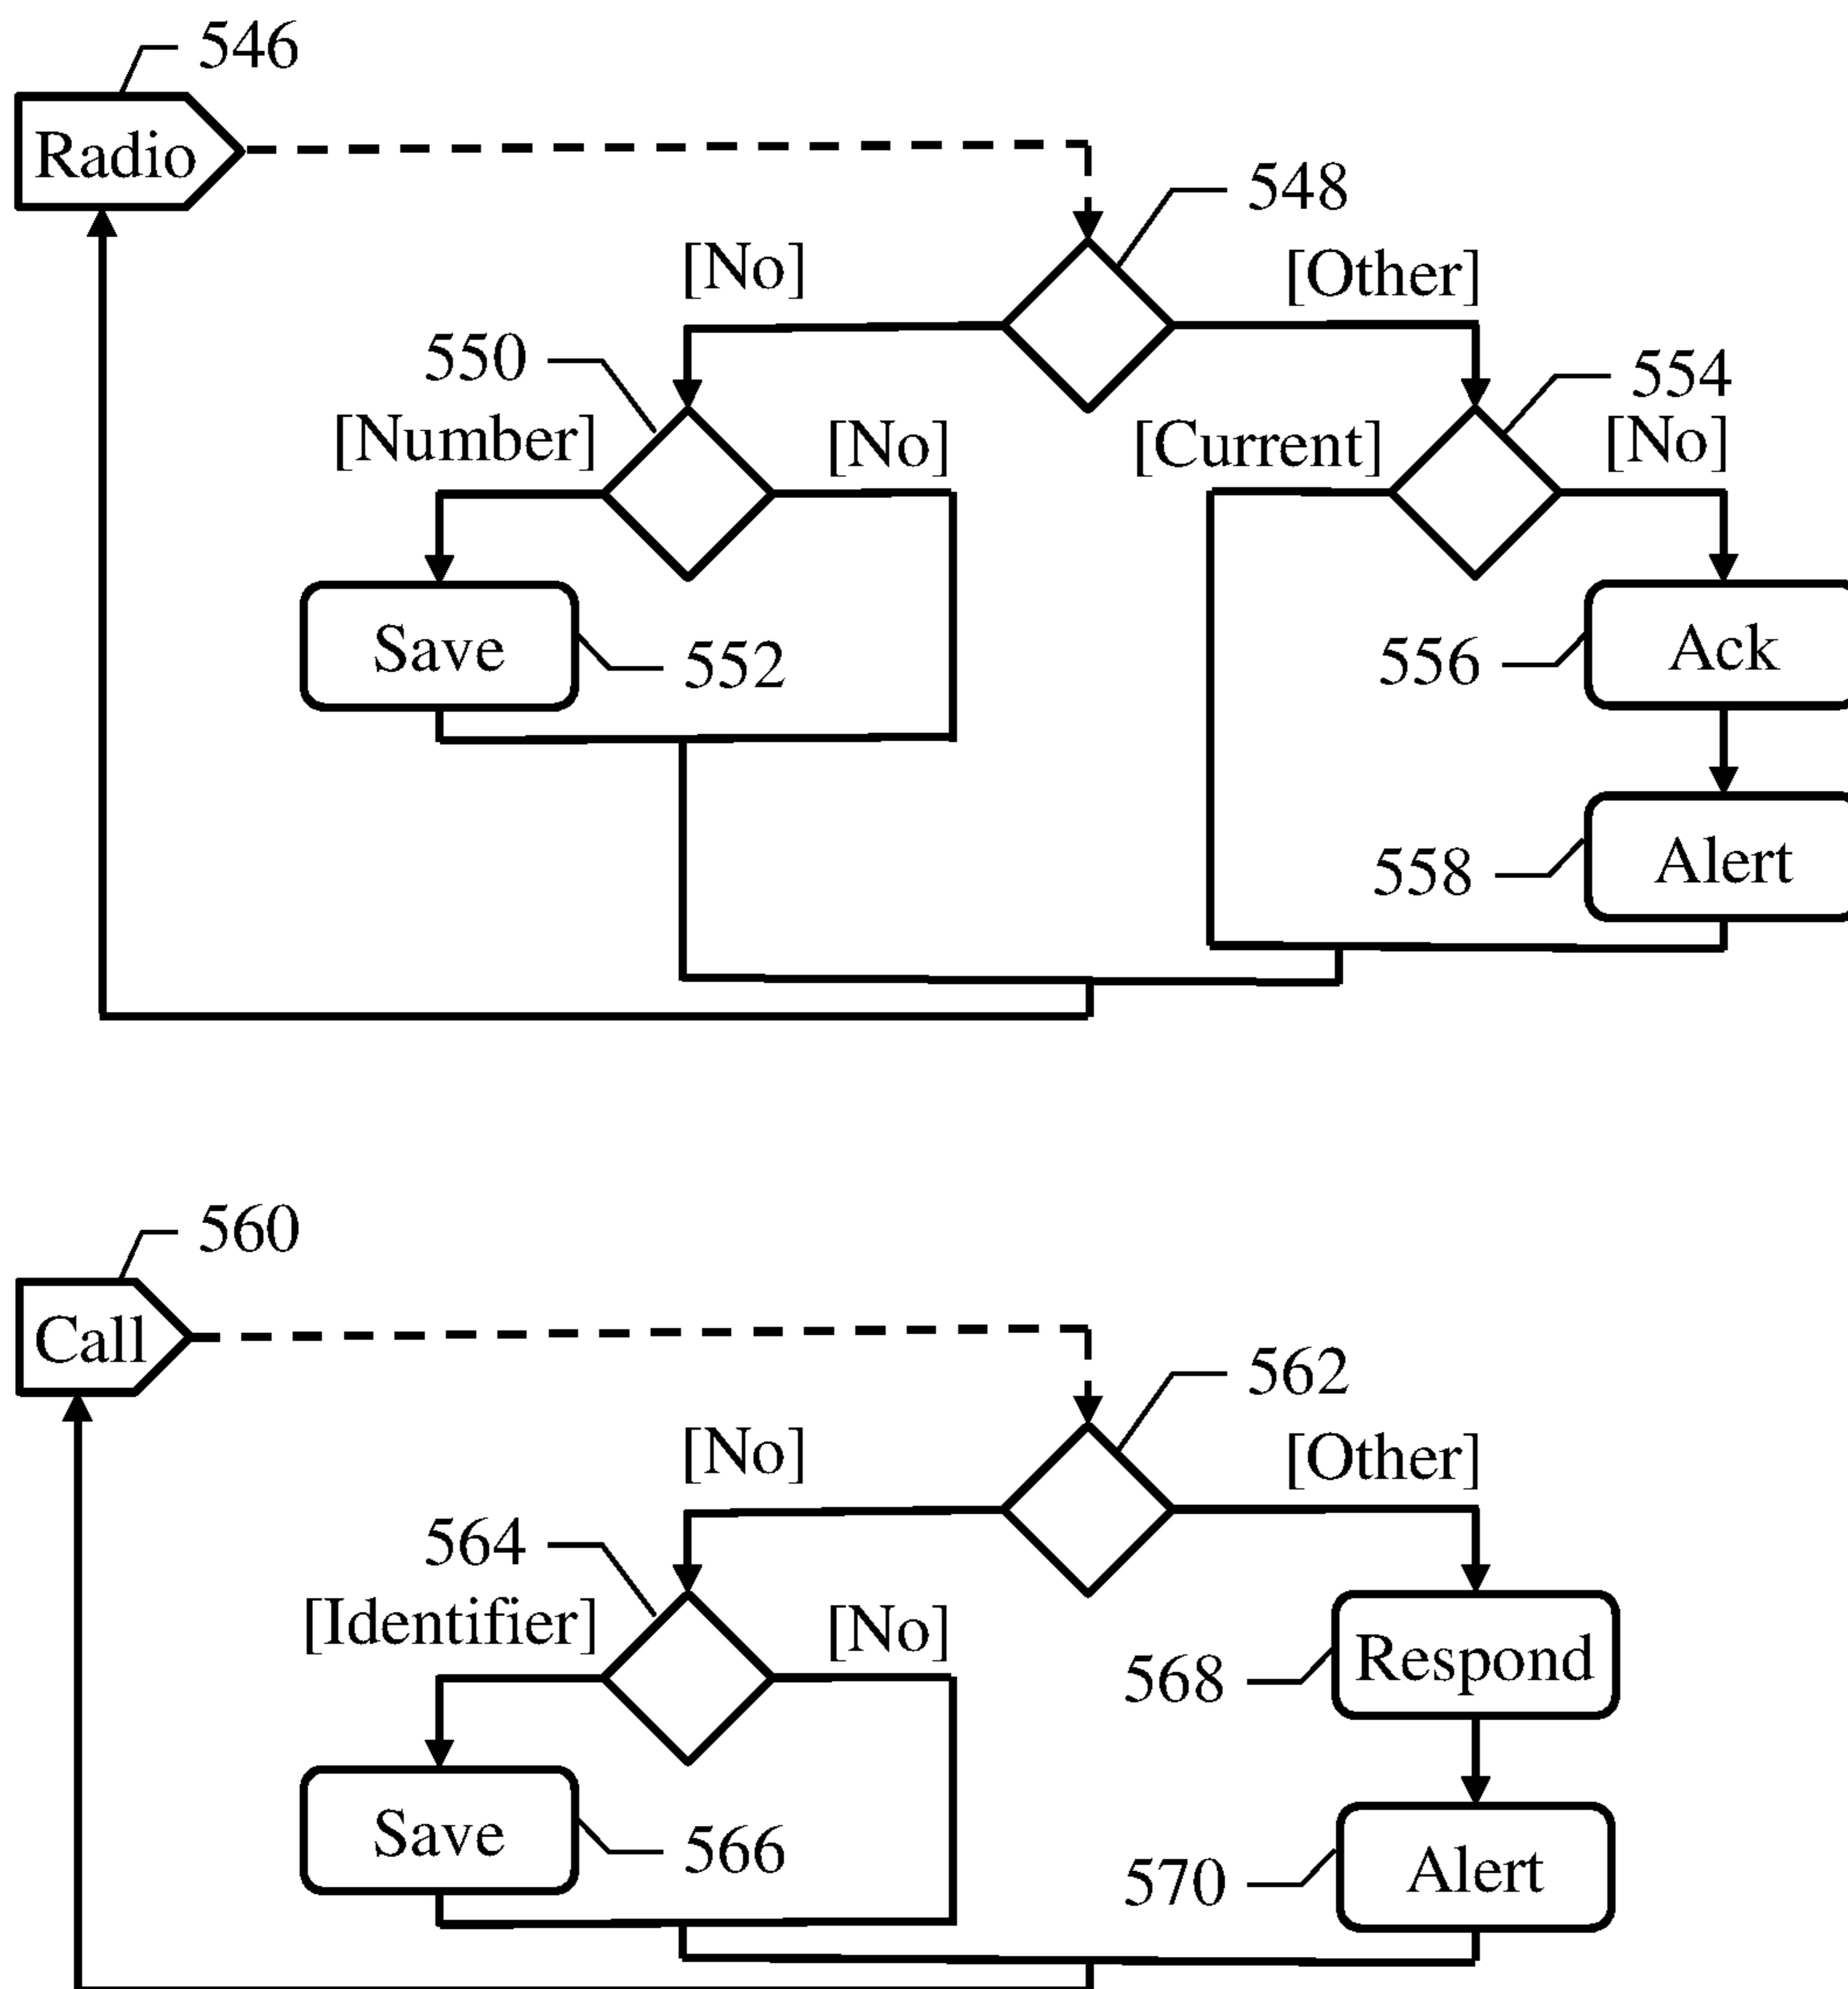 546
Radio
548
[No]
[Other]
550
554
[Number]
[No]
[Current]
[No]
Save
552
556
Ack
558
Alert
560
Call
562
[No]
[Other]
564
[Identifier]
[No]
568
Respond
Save
566
570
Alert